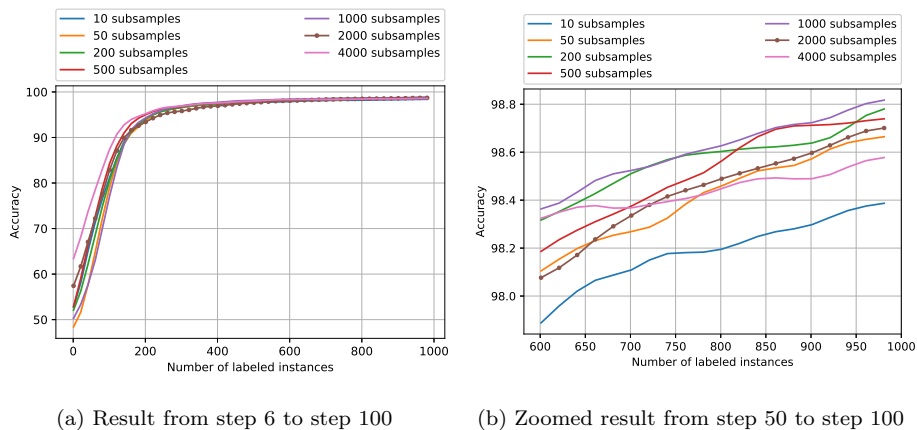 10 subsamples
50 subsamples
200 subsamples
500 subsamples
1000 subsamples
2000 subsamples
4000 subsamples
100
90
80
70
60
50
Accuracy
0 200 400 600 800 1000
Number of labeled instances
(a) Result from step 6 to step 100
10 subsamples
50 subsamples
200 subsamples
500 subsamples
1000 subsamples
2000 subsamples
4000 subsamples
98.8
98.6
98.4
98.2
98.0
Accuracy
600 650 700 750 800 850 900 950 1000
Number of labeled instances
(b) Zoomed result from step 50 to step 100